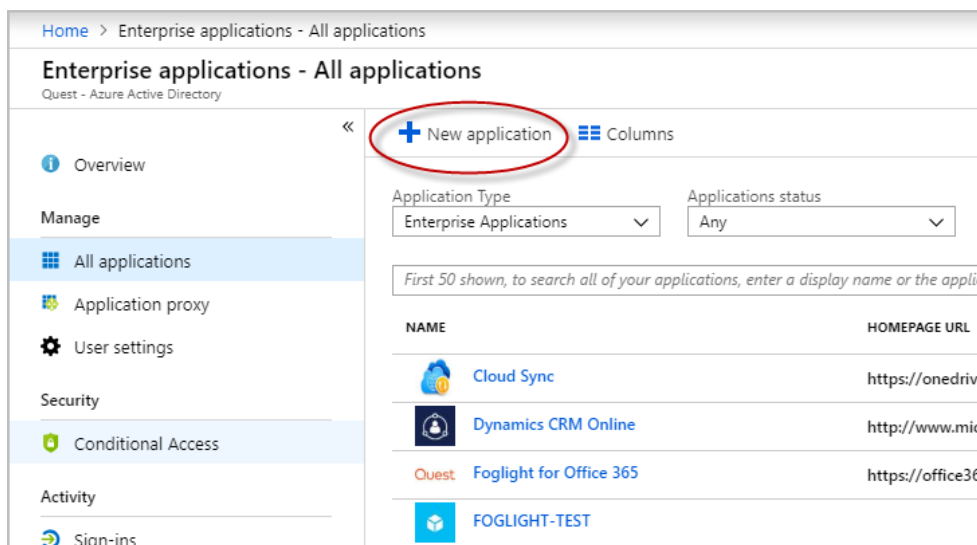 Home > Enterprise applications - All applications
Enterprise applications - All applications
Quest - Azure Active Directory
«
Overview
Manage
All applications
Application proxy
User settings
Security
Conditional Access
Activity
Sign-ins
New application
Columns
Application Type
Applications status
Enterprise Applications
Any
First 50 shown, to search all of your applications, enter a display name or the appli
NAME
HOMEPAGE URL
Cloud Sync
https://onedriv
Dynamics CRM Online
http://www.mic
Quest
Foglight for Office 365
https://office36
FOGLIGHT-TEST